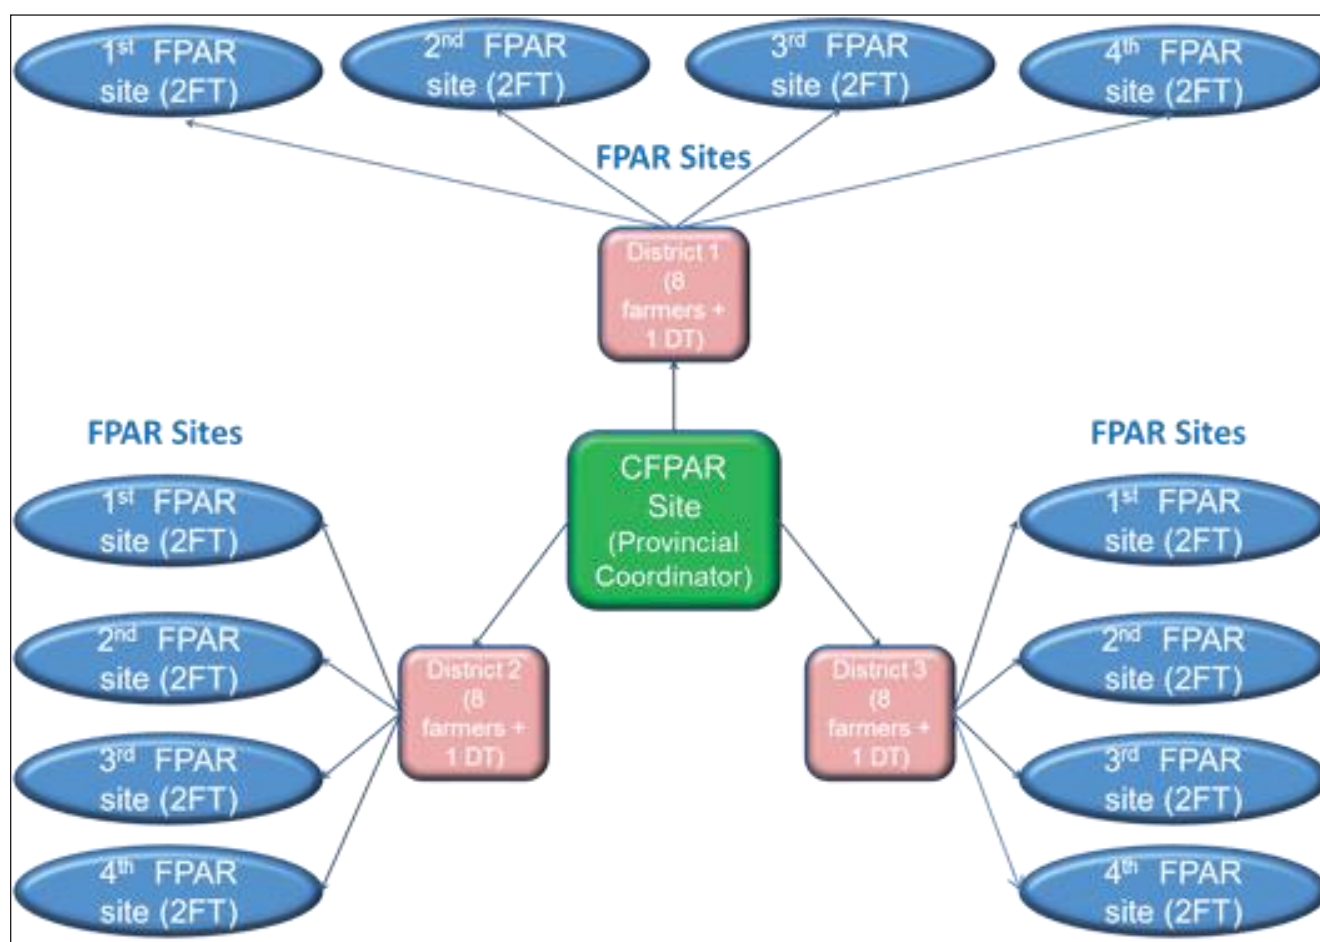 1st FPAR
site (2FT)
2nd FPAR
site (2FT)
3rd FPAR
site (2FT)
4th FPAR
site (2FT)
FPAR Sites
District 1
(8
farmers +
1 DT)
FPAR Sites
CFPAR
Site
(Provincial
Coordinator)
FPAR Sites
1st FPAR
site (2FT)
2nd FPAR
site (2FT)
3rd FPAR
site (2FT)
4th FPAR
site (2FT)
District 2
(8
farmers +
1 DT)
District 3
(8
farmers +
1 DT)
1st FPAR
site (2FT)
2nd FPAR
site (2FT)
3rd FPAR
site (2FT)
4th FPAR
site (2FT)